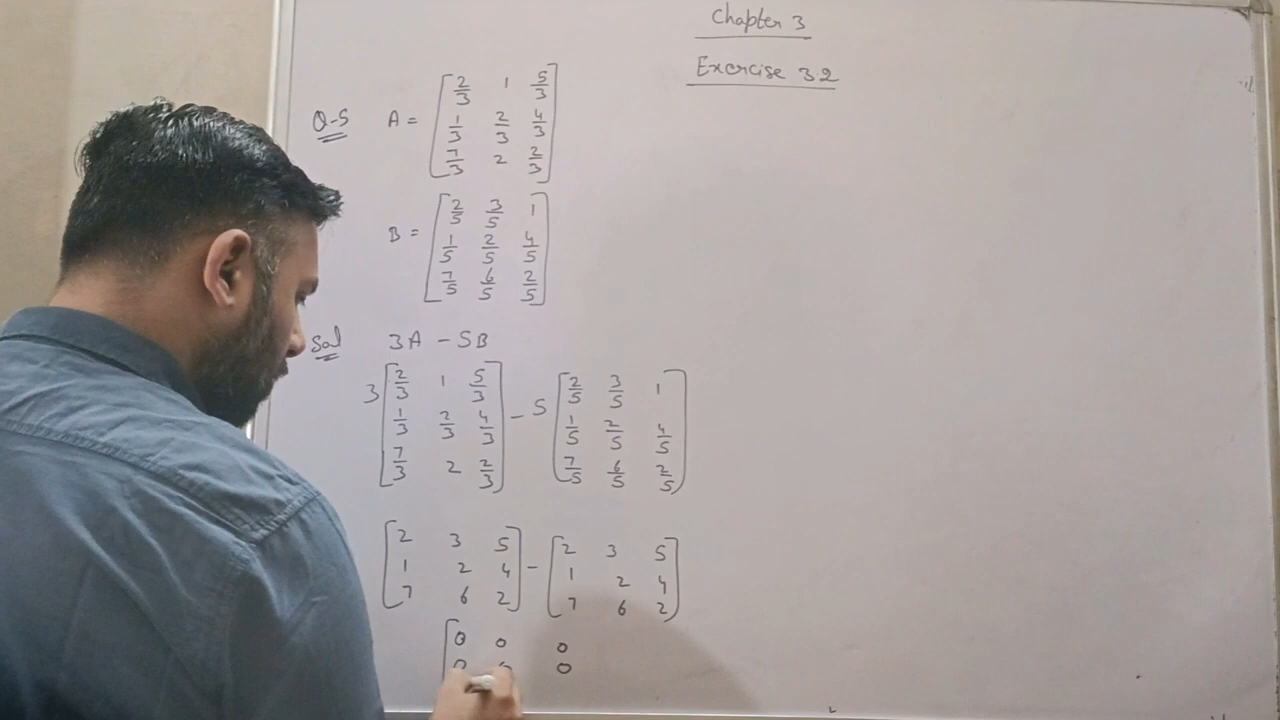 Chapter 3
Exercise 3.2
Q-5 A = [2/3 1 5/3
1/3 2/3 4/3
7/3 2 2/3]
B = [2/5 3/5 1
1/5 2/5 4/5
7/5 6/5 2/5]
Sol 3A - 5B
3 [2/3 1 5/3 - 5 [2/5 3/5 1
1/3 2/3 4/3 1/5 2/5 4/5
7/3 2 2/3] 7/5 6/5 2/5]
[2 3 5 - [2 3 5
1 2 4 1 2 4
7 6 2] 7 6 2]
[0 0 0
0 0 0